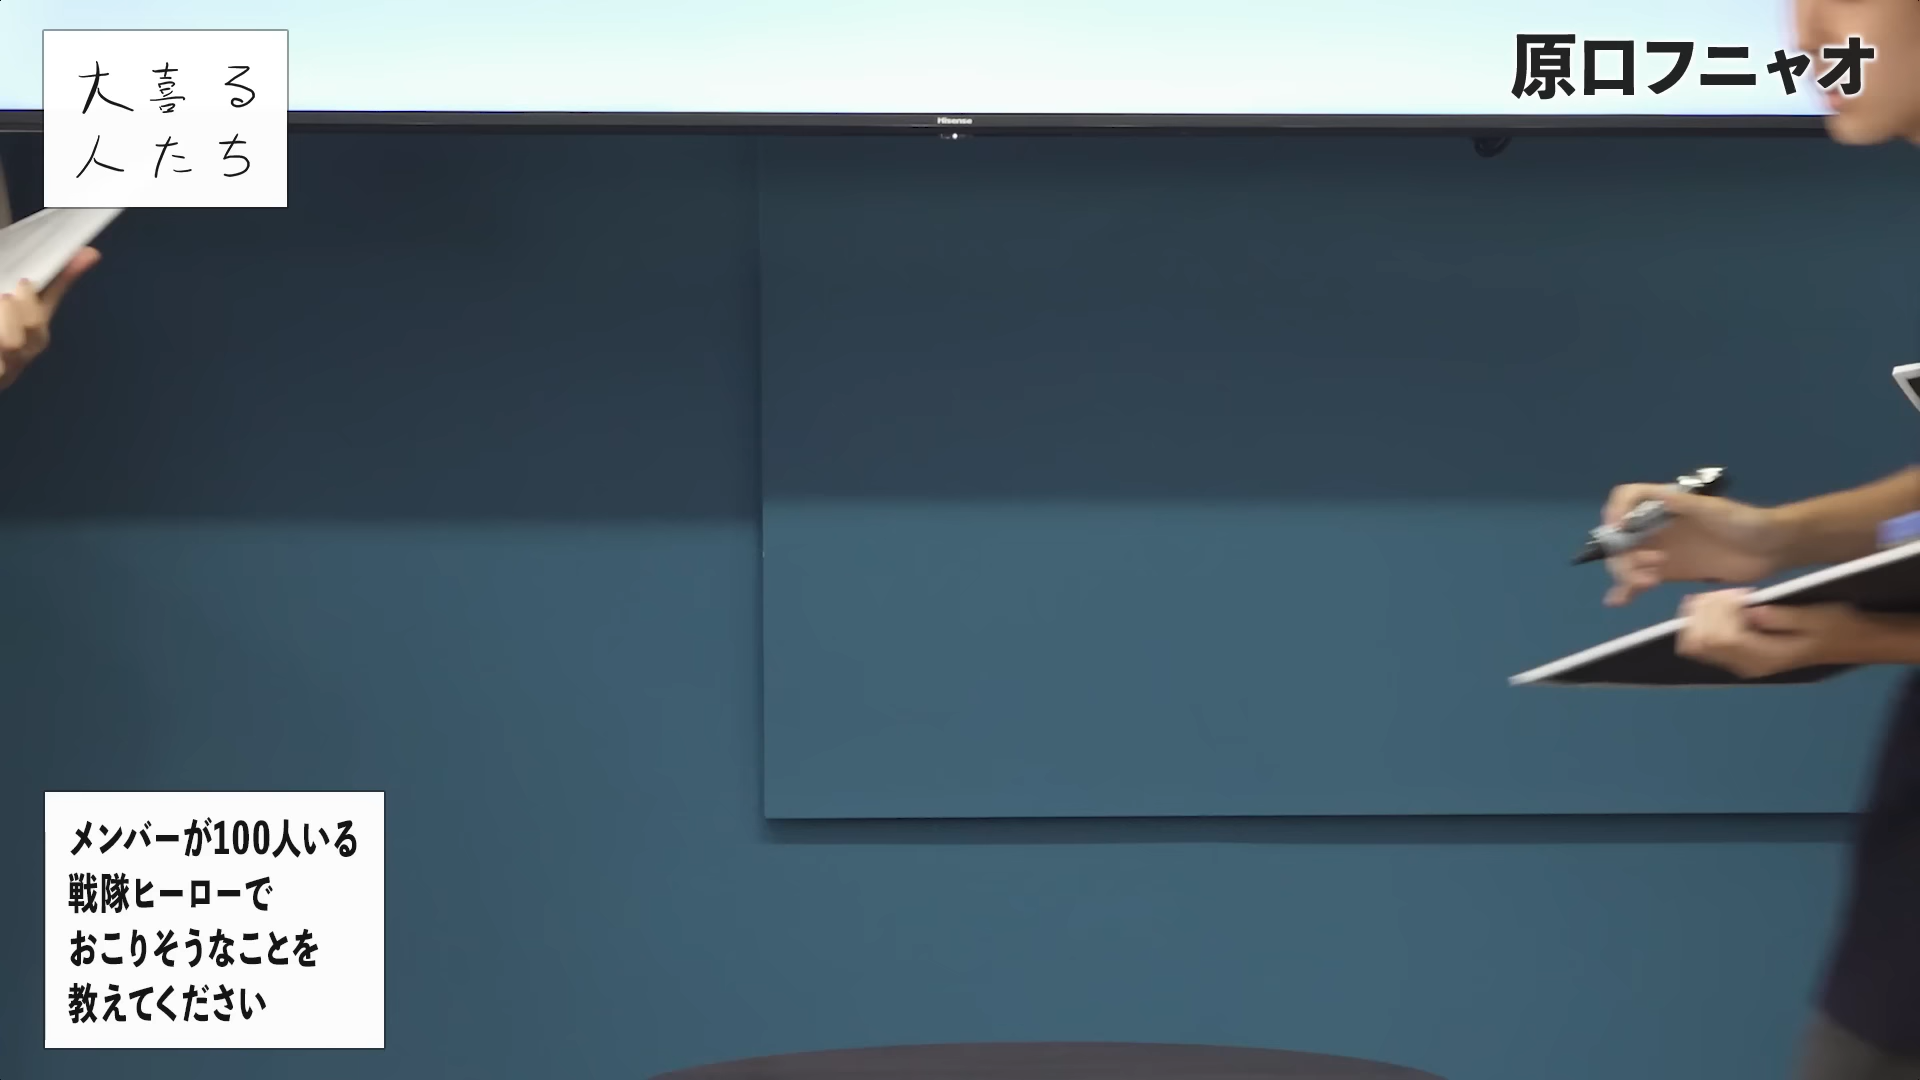 大喜る
人たち
原口フニャオ
Hisense
メンバーが100人いる
戦隊ヒーローで
おこりそうなことを
教えてください